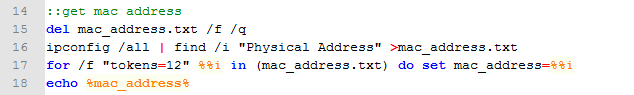 14 ::get mac address
15 del mac_address.txt /f /q
16 ipconfig /all | find /i "Physical Address" >mac_address.txt
17 for /f "tokens=12" %%i in (mac_address.txt) do set mac_address=%%i
18 echo %mac_address%